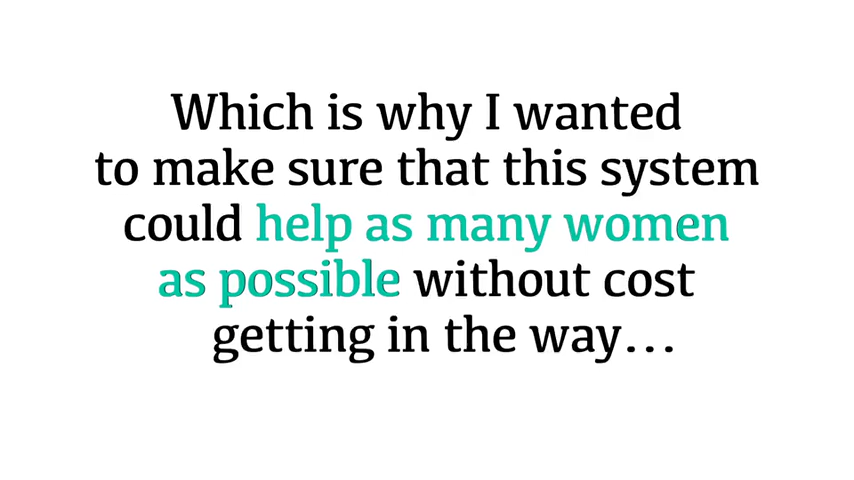 Which is why I wanted
to make sure that this system
could help as many women
as possible without cost
getting in the way…